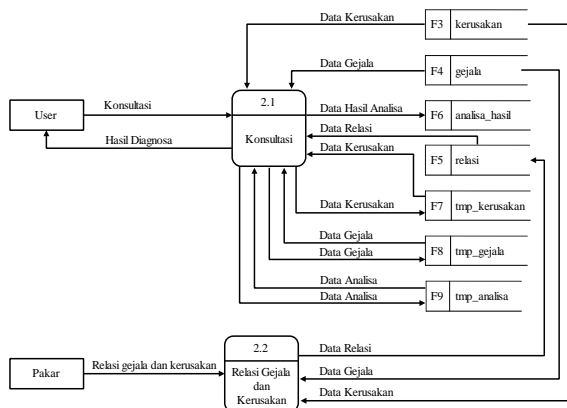 Data Kerusakan
F3 kerusakan
Data Gejala
F4 gejala
2.1
Konsultasi
User
Konsultasi
Hasil Diagnosa
Data Hasil Analisa
F6 analisa_hasil
Data Relasi
F5 relasi
Data Kerusakan
Data Kerusakan
F7 tmp_kerusakan
Data Gejala
Data Gejala
F8 tmp_gejala
Data Analisa
Data Analisa
F9 tmp_analisa
Pakar
Relasi gejala dan kerusakan
2.2
Relasi Gejala
dan
Kerusakan
Data Relasi
Data Gejala
Data Kerusakan